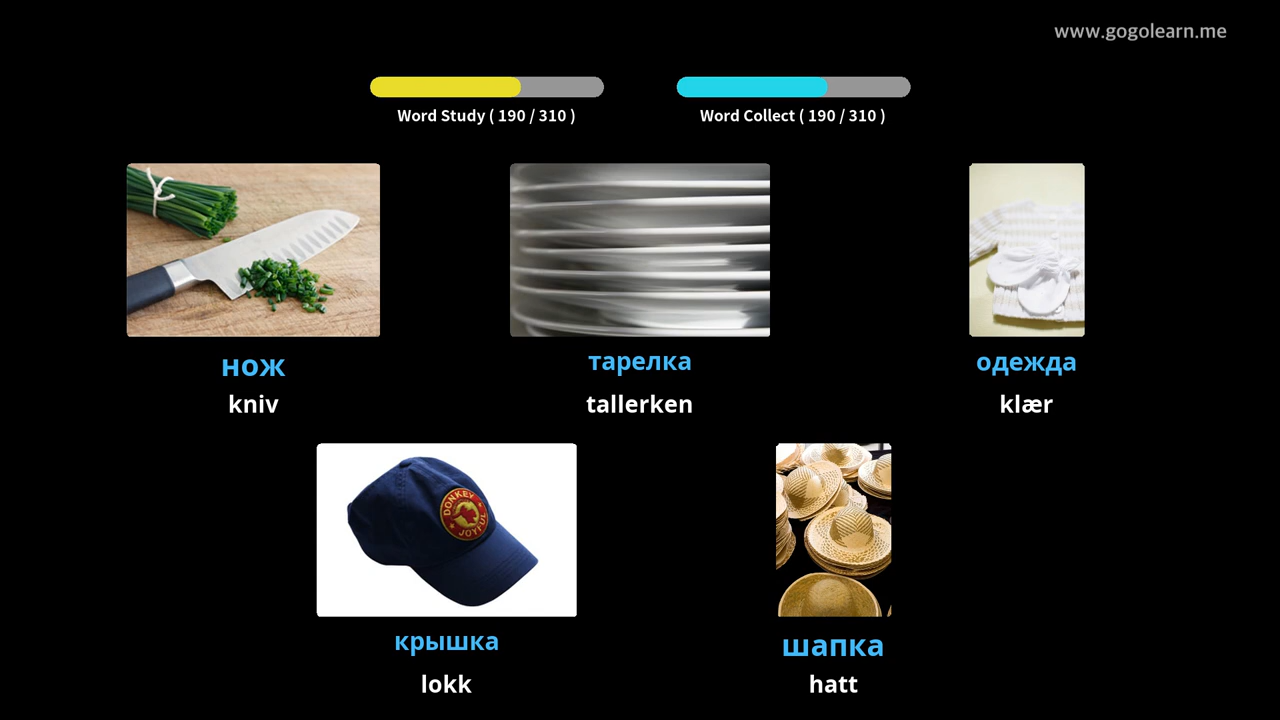 www.gogolearn.me
Word Study ( 190 / 310 )
Word Collect ( 190 / 310 )
нож
тарелка
одежда
kniv
tallerken
klær
DONKEY
JOYFUL
крышка
шапка
lokk
hatt